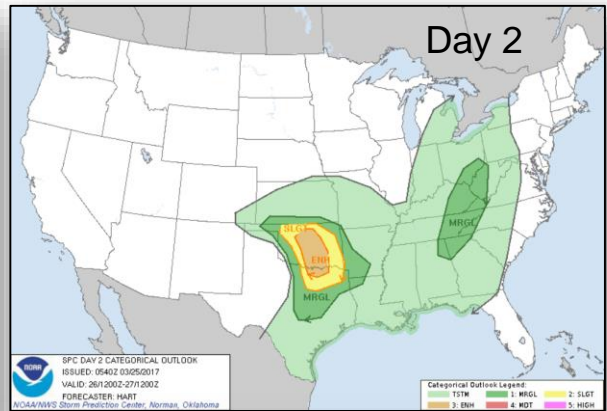 Day 2
MRGL
SLGT
ENH
MRGL
NOAA
SPC DAY 2 CATEGORICAL OUTLOOK
ISSUED: 0540Z 03/25/2017
VALID: 26/1200Z-27/1200Z
FORECASTER: HART
NOAA/NWS Storm Prediction Center, Norman, Oklahoma
Categorical Outlook Legend:
TSTM 1: MRGL 2: SLGT
3: ENH 4: MDT 5: HIGH